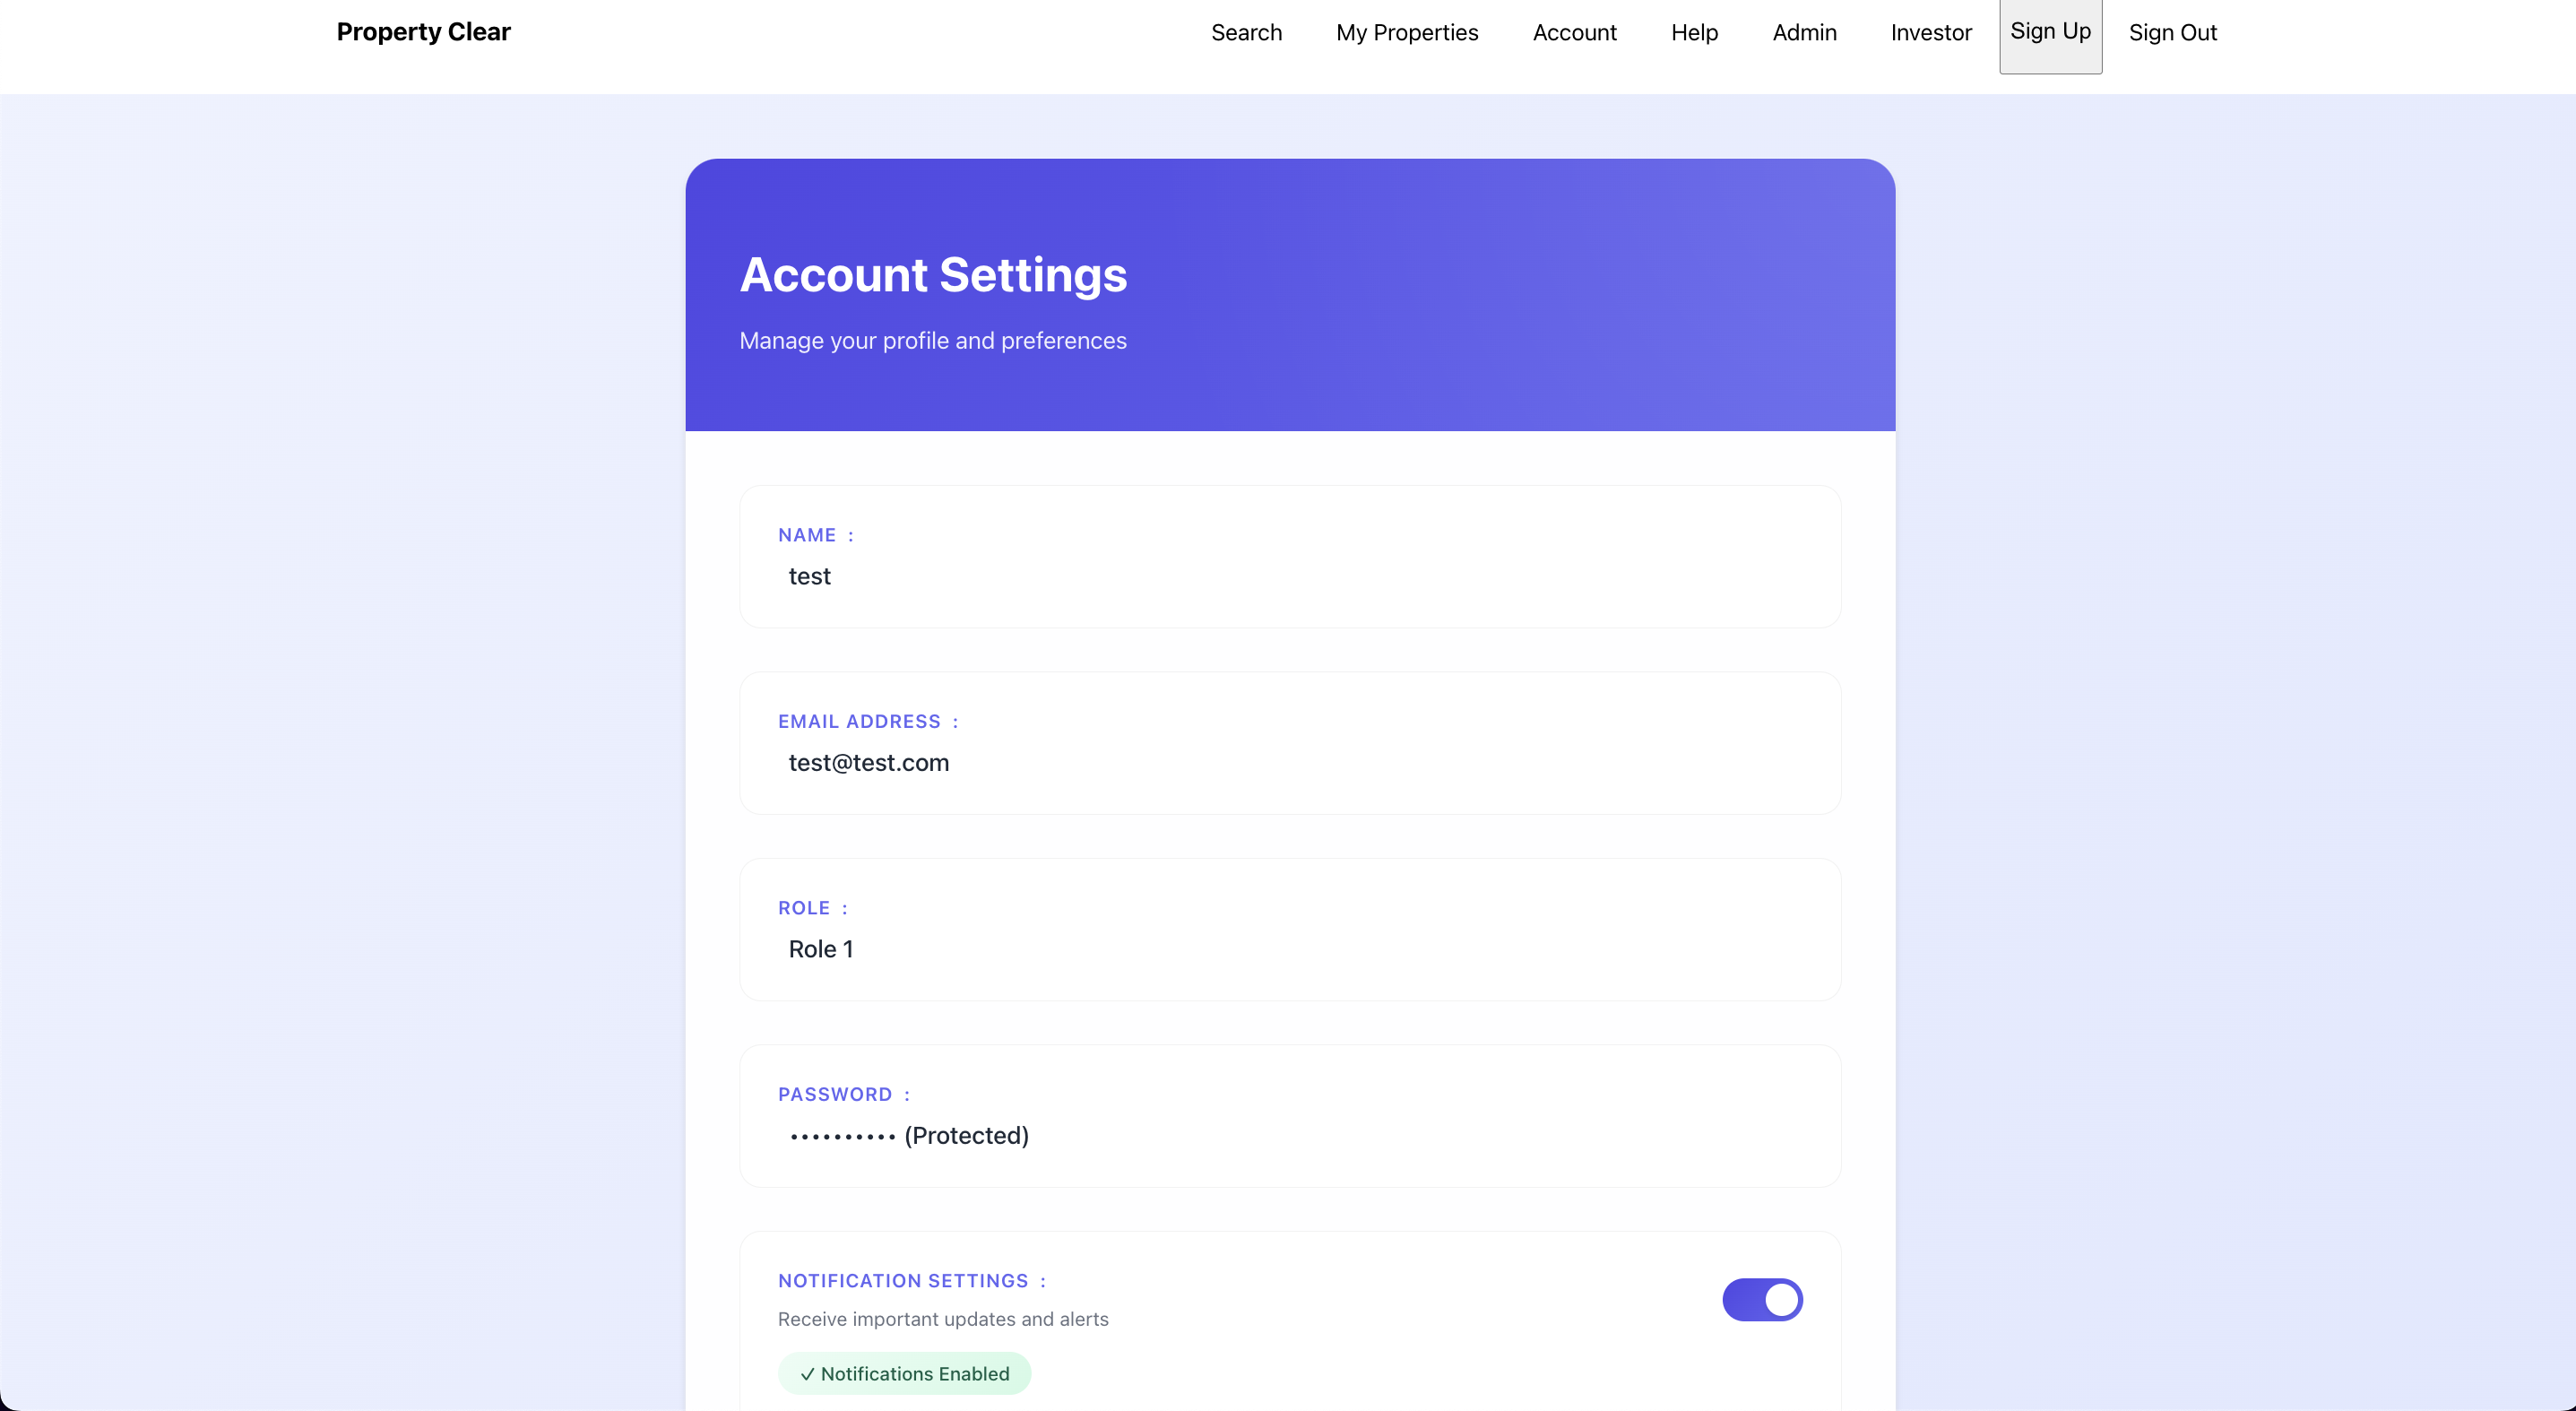 Property Clear Search My Properties Account Help Admin Investor Sign Up Sign Out
Account Settings
Manage your profile and preferences
NAME :
test
EMAIL ADDRESS :
test@test.com
ROLE :
Role 1
PASSWORD :
•••••••••• (Protected)
NOTIFICATION SETTINGS :
Receive important updates and alerts
✓ Notifications Enabled